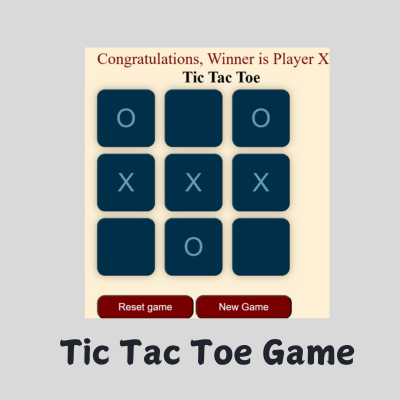 Congratulations, Winner is Player X
Tic Tac Toe
O O
X X X
O
Reset game New Game
Tic Tac Toe Game